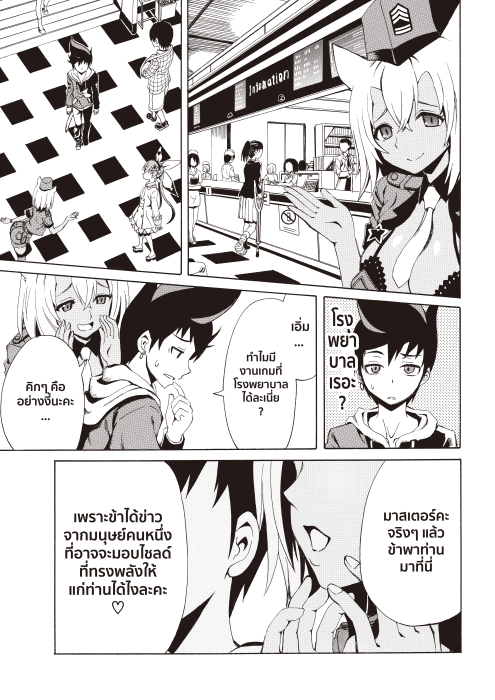 Infomation
โรง
พยา
บาล
เรอะ
?
เอิ่ม
...
ทำไมมี
งานเกมที่
โรงพยาบาล
ได้ละเนี่ย
?
คิกๆ คือ
อย่างงี้นะคะ
...
มาสเตอร์คะ
จริงๆ แล้ว
ข้าพาท่าน
มาที่นี่
เพราะข้าได้ข่าว
จากมนุษย์คนหนึ่ง
ที่อาจจะมอบไชลด์
ที่ทรงพลังให้
แก่ท่านได้ไงละคะ
♡